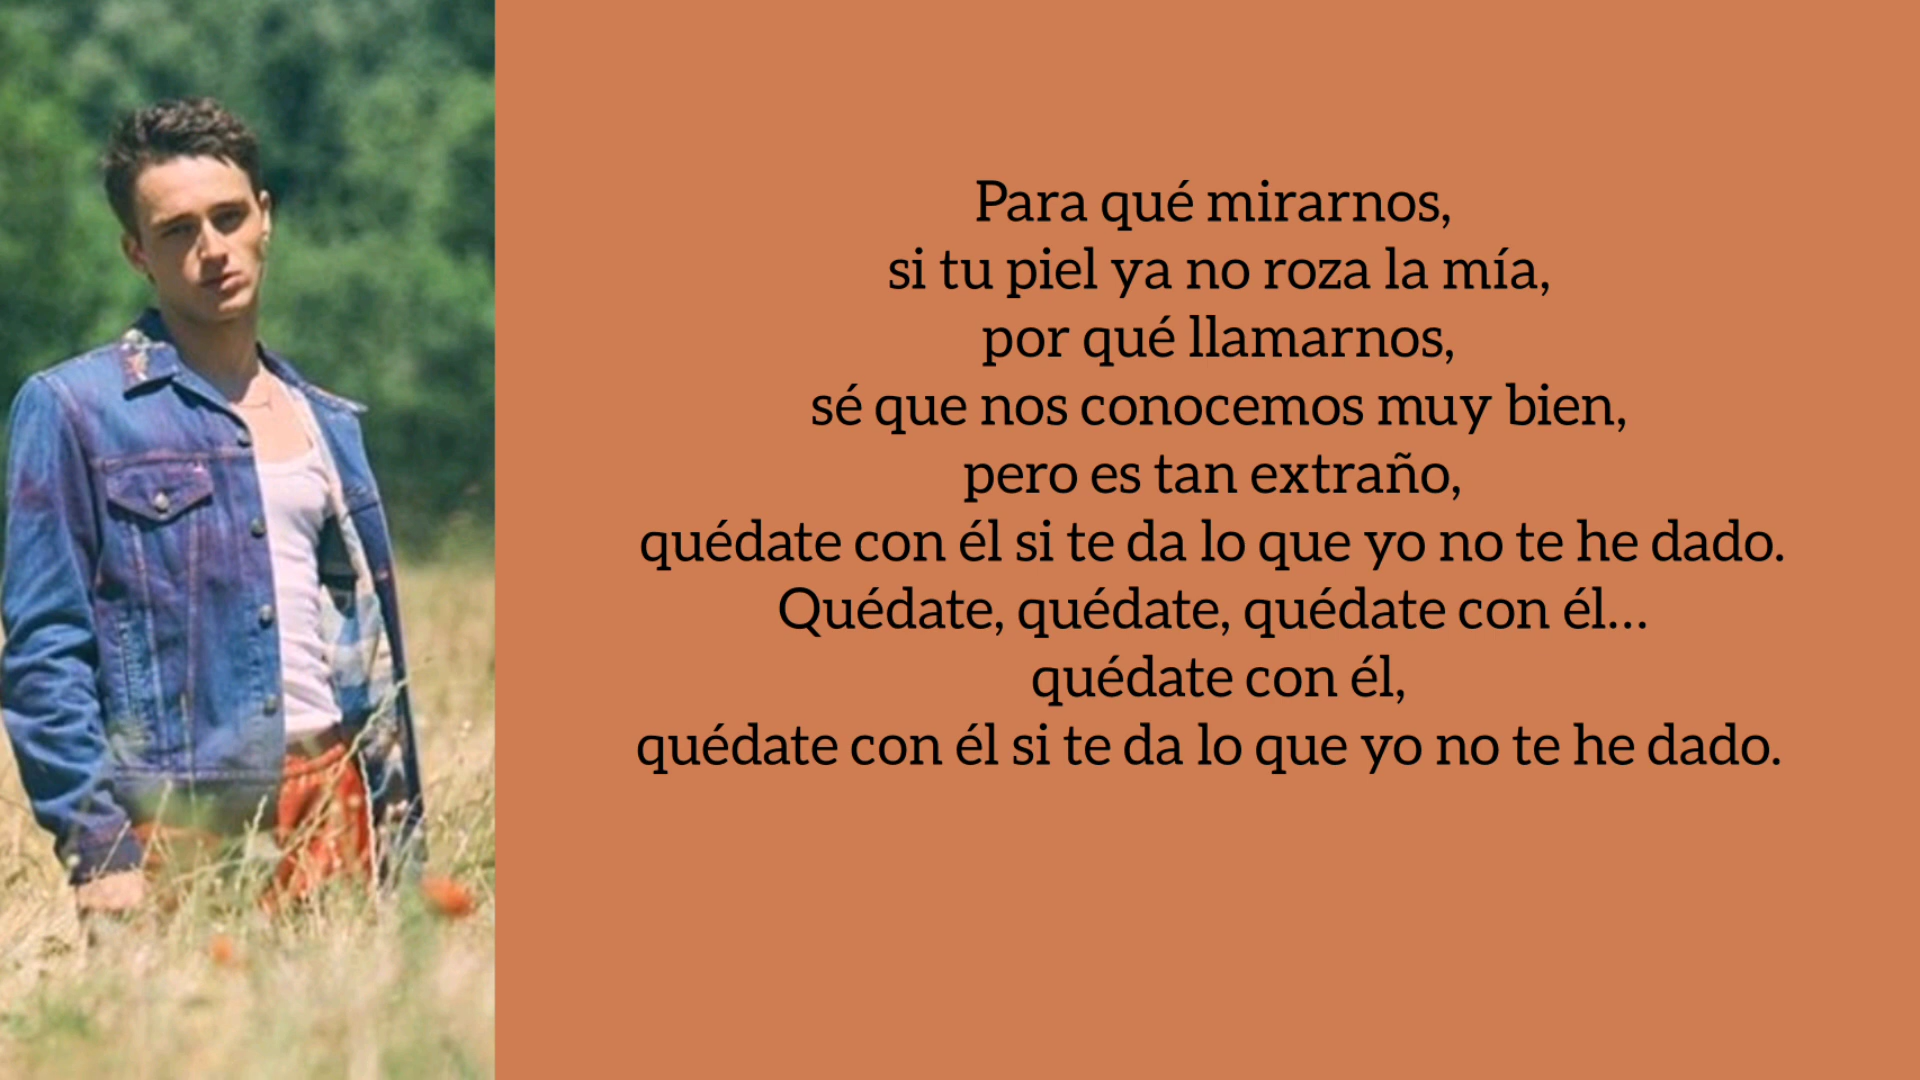 Para qué mirarnos,
si tu piel ya no roza la mía,
por qué llamarnos,
sé que nos conocemos muy bien,
pero es tan extraño,
quédate con él si te da lo que yo no te he dado.
Quédate, quédate, quédate con él...
quédate con él,
quédate con él si te da lo que yo no te he dado.